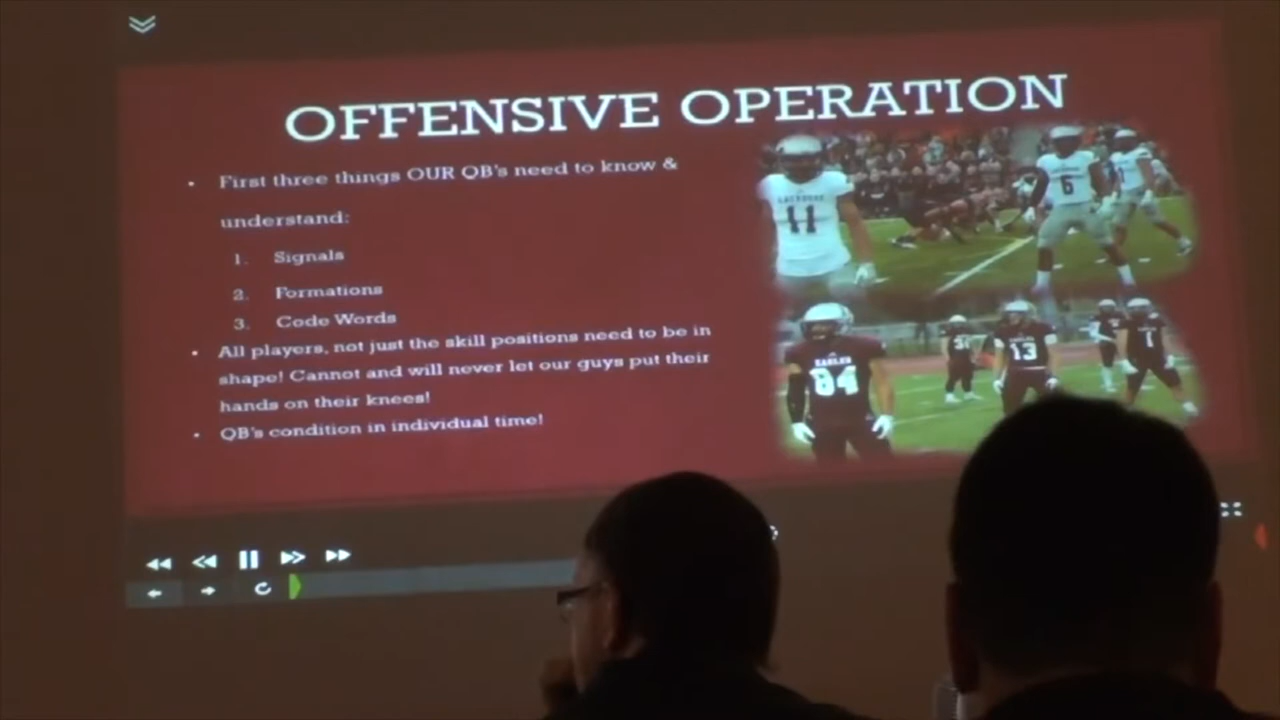 OFFENSIVE OPERATION
• First three things OUR QB's need to know &
understand:
1. Signals
2. Formations
3. Code Words
• All players, not just the skill positions need to be in
shape! Cannot and will never let our guys put their
hands on their knees!
• QB's condition in individual time!
11
6
EAGLES
84
13
1